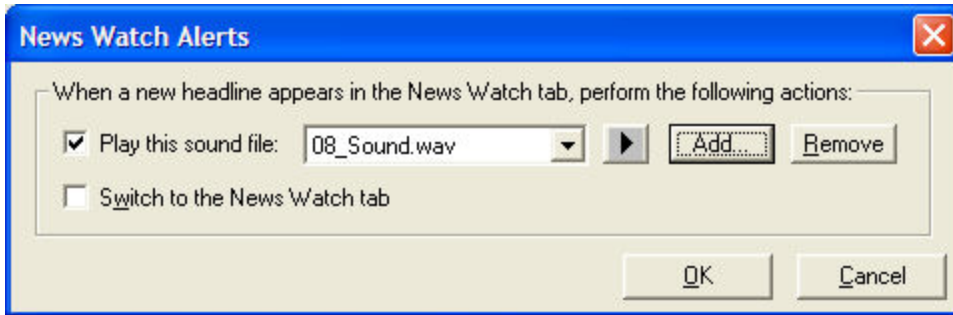 News Watch Alerts
When a new headline appears in the News Watch tab, perform the following actions:
Play this sound file: 08_Sound.wav Add... Remove
Switch to the News Watch tab
OK Cancel